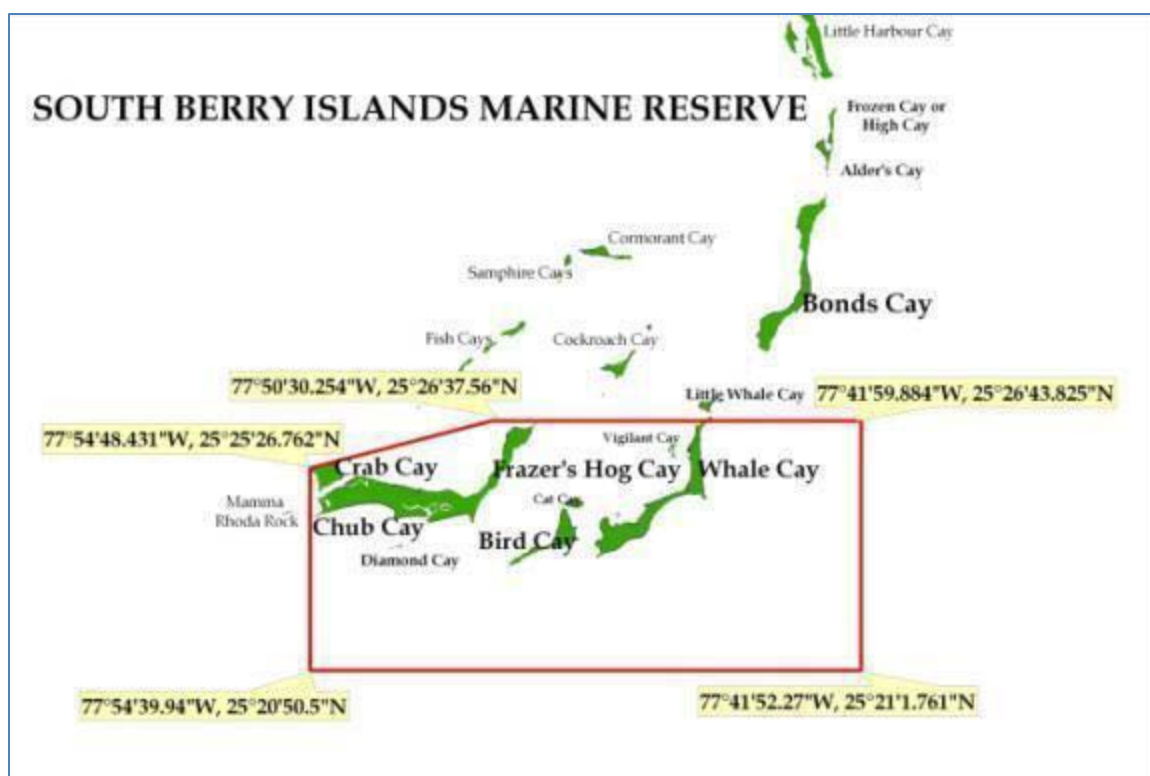 Little Harbour Cay
SOUTH BERRY ISLANDS MARINE RESERVE
Frozen Cay or
High Cay
Alder's Cay
Cormorant Cay
Samphire Cays
Bonds Cay
Fish Cays
Cockroach Cay
77°50'30.254"W, 25°26'37.56"N
Little Whale Cay
77°41'59.884"W, 25°26'43.825"N
77°54'48.431"W, 25°25'26.762"N
Vigilant Cay
Crab Cay
Frazer's Hog Cay
Whale Cay
Mamma
Rhoda Rock
Cat Cay
Chub Cay
Bird Cay
Diamond Cay
77°54'39.94"W, 25°20'50.5"N
77°41'52.27"W, 25°21'1.761"N